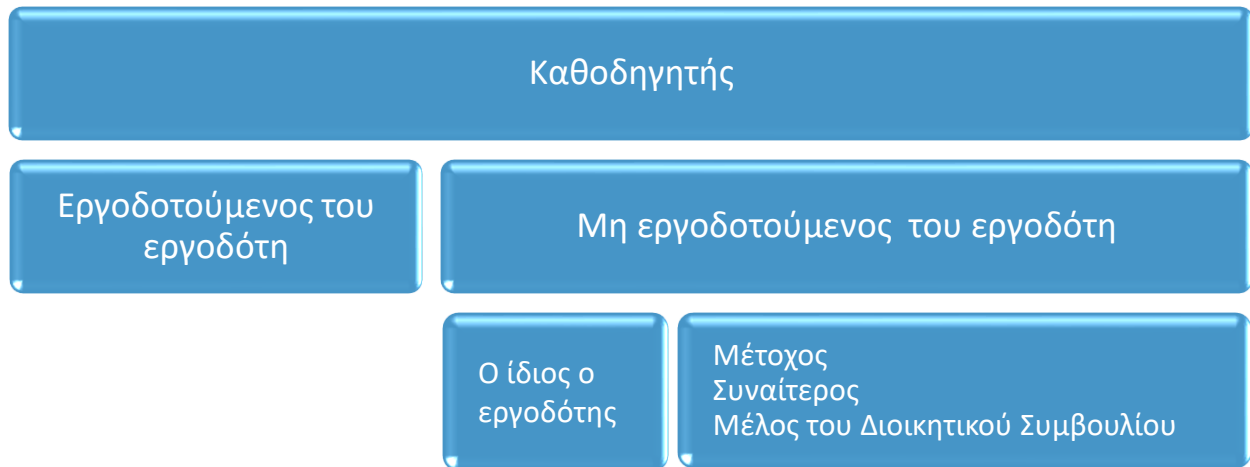 Καθοδηγητής
Εργοδοτούμενος του
εργοδότη
Μη εργοδοτούμενος  του εργοδότη
Ο ίδιος ο
εργοδότης
Μέτοχος
Συναίτερος
Μέλος του Διοικητικού Συμβουλίου